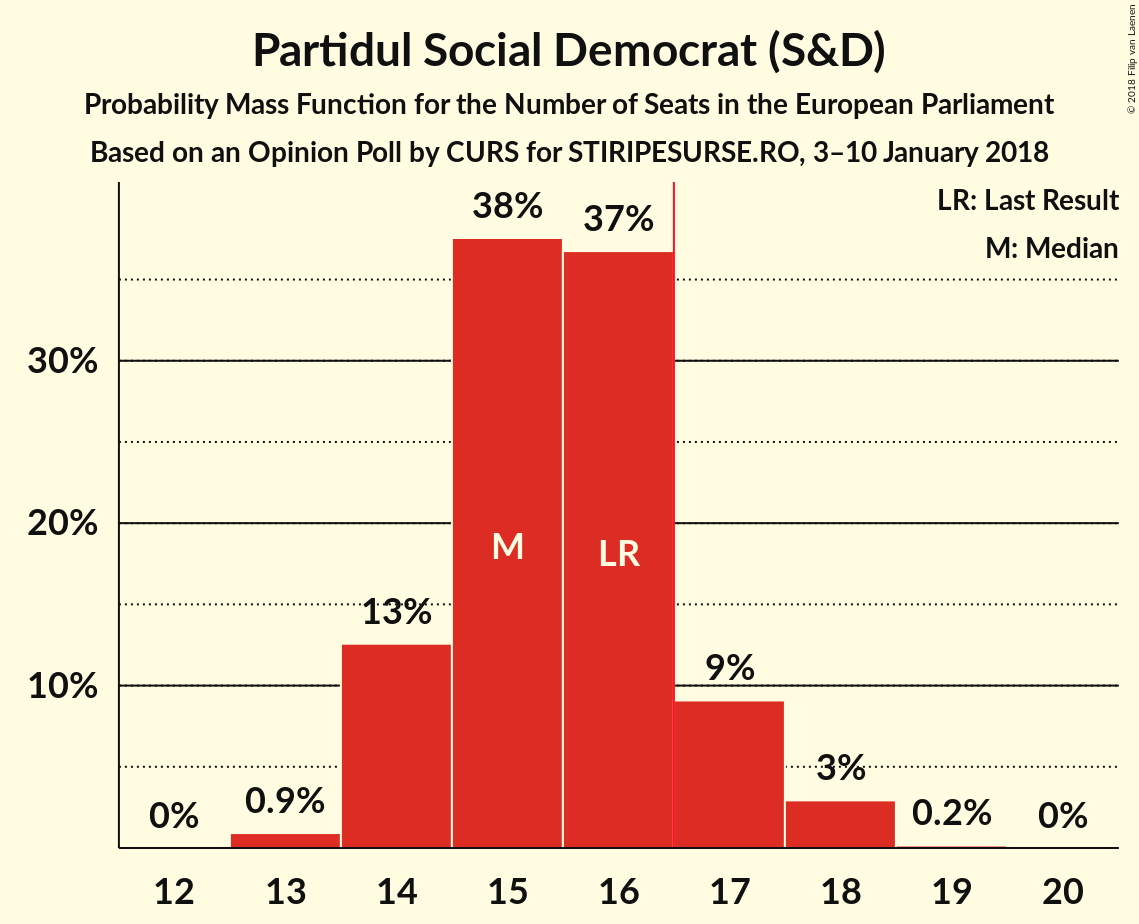 Partidul Social Democrat (S&D)
Probability Mass Function for the Number of Seats in the European Parliament
Based on an Opinion Poll by CURS for STIRIPESURSE.RO, 3–10 January 2018
© 2018 Filip van Laenen
LR: Last Result
M: Median
38%
37%
30%
20%
M
LR
13%
10%
9%
3%
0%
0.9%
0.2%
0%
12 13 14 15 16 17 18 19 20